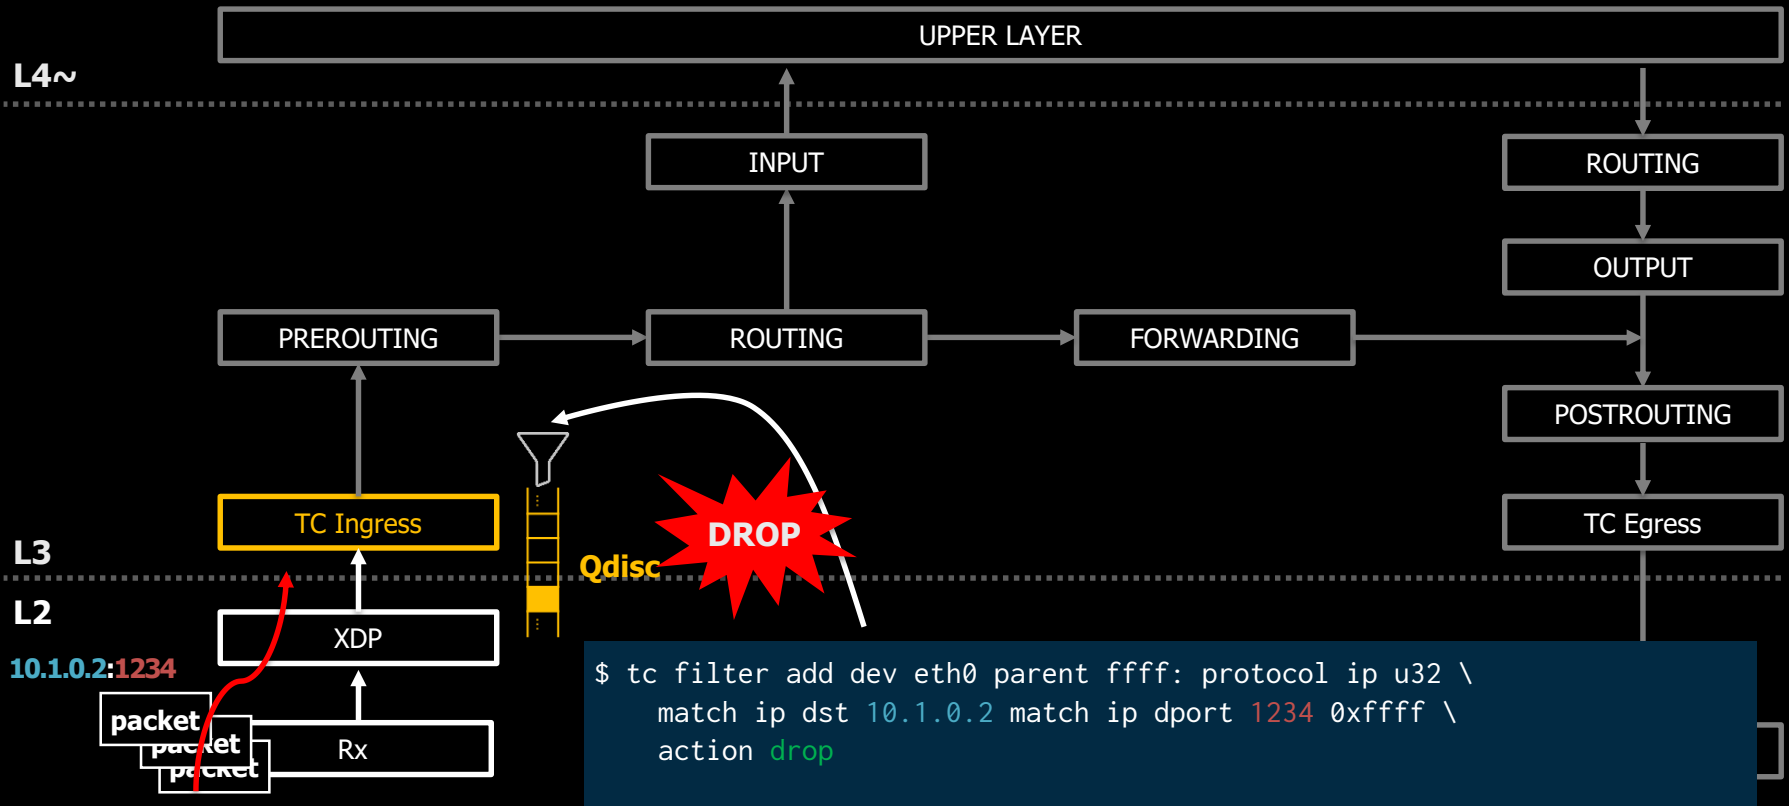 UPPER LAYER
L4~
INPUT
ROUTING
OUTPUT
PREROUTING
ROUTING
FORWARDING
POSTROUTING
TC Ingress
DROP
TC Egress
L3
Qdisc
L2
XDP
10.1.0.2:1234
packet
packet
packet
Rx
$ tc filter add dev eth0 parent ffff: protocol ip u32 \
match ip dst 10.1.0.2 match ip dport 1234 0xffff \
action drop